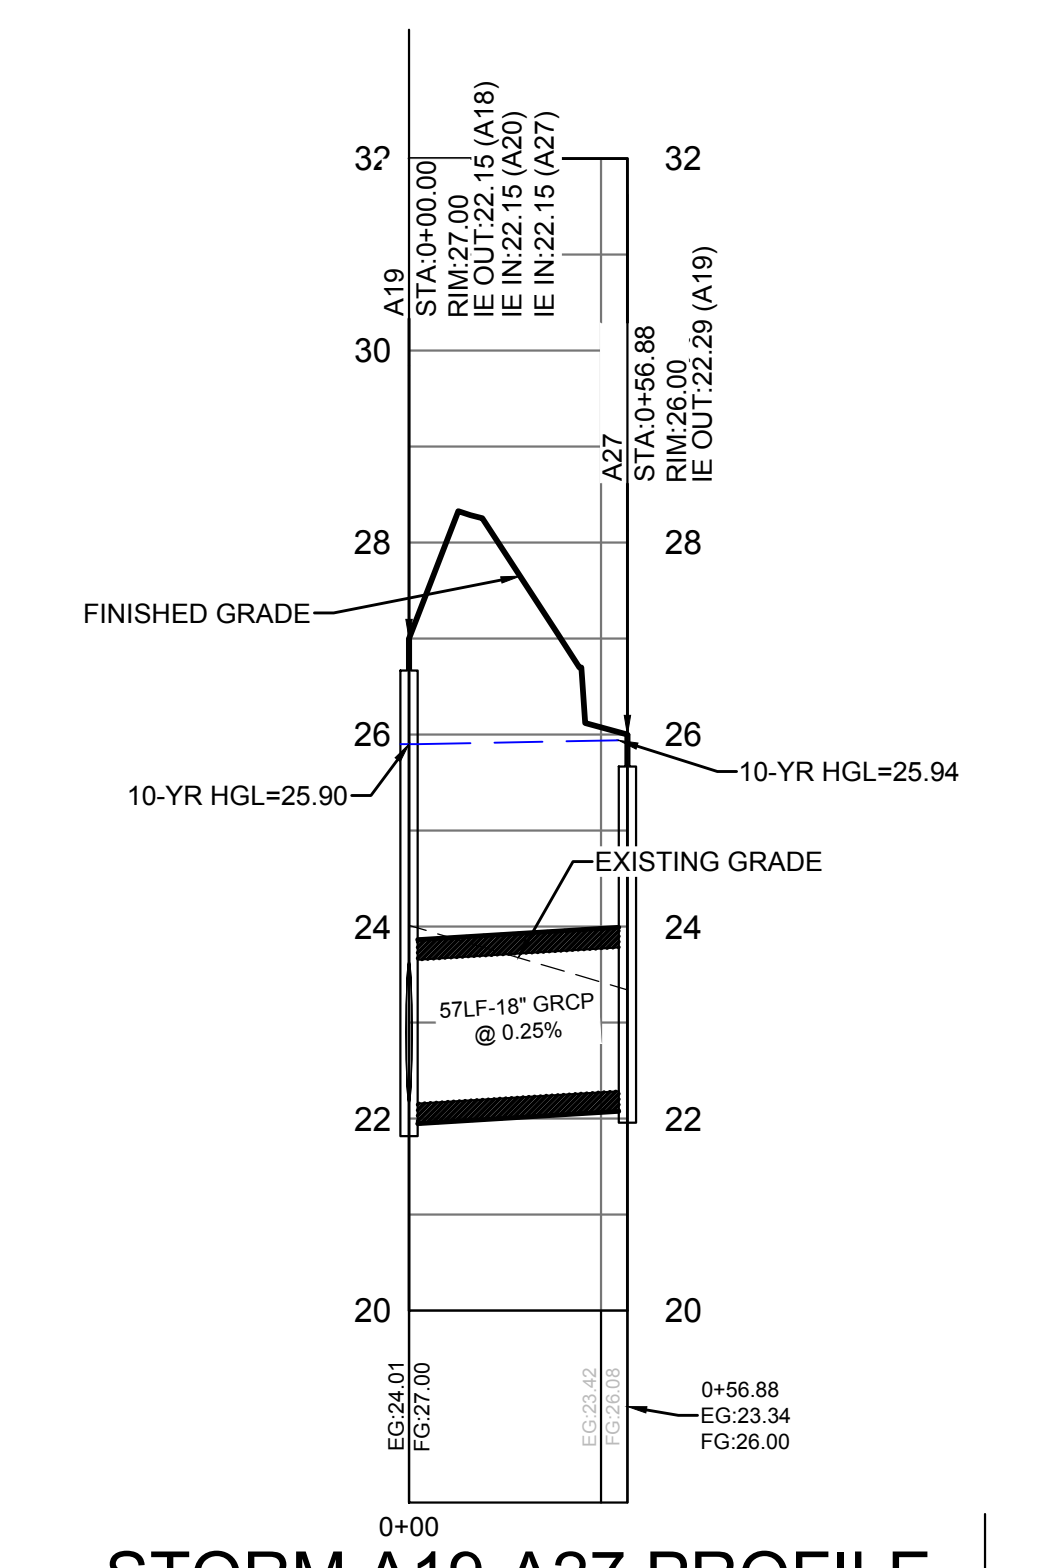 A19
STA:0+00.00
RIM:27.00
IE OUT:22.15 (A18)
IE IN:22.15 (A20)
IE IN:22.15 (A27)
32
32
A27
STA:0+56.88
RIM:26.00
IE OUT:22.29 (A19)
30
28
28
FINISHED GRADE
26
26
10-YR HGL=25.90
10-YR HGL=25.94
EXISTING GRADE
24
24
57LF-18" GRCP
@ 0.25%
22
22
20
20
EG:24.01
FG:27.00
EG:23.42
FG:26.08
0+56.88
EG:23.34
FG:26.00
0+00
STORM A19-A27 PROFILE